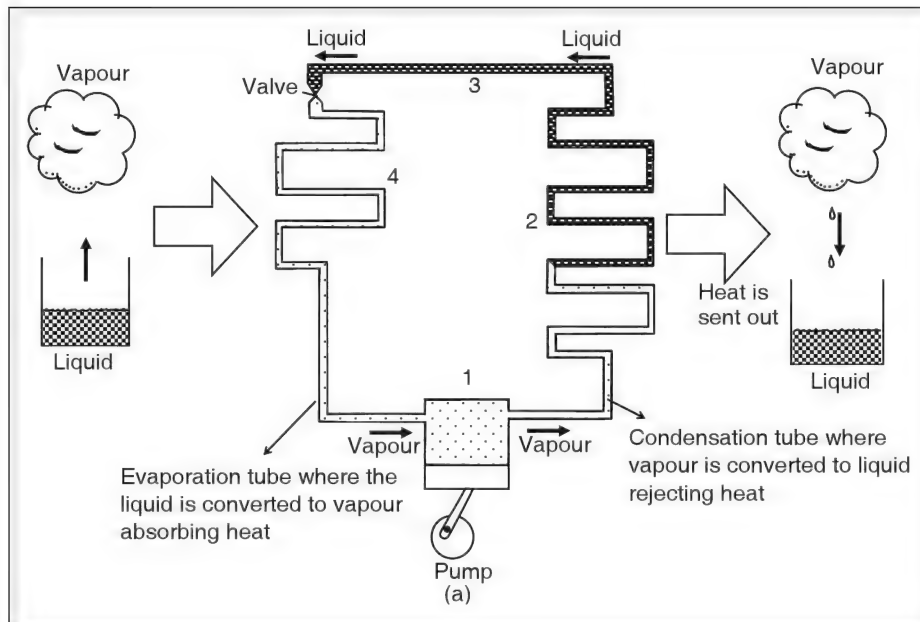 Liquid
Liquid
Vapour
Vapour
Valve
3
4
2
Heat is
sent out
Liquid
Liquid
1
Vapour
Vapour
Evaporation tube where the
liquid is converted to vapour
absorbing heat
Condensation tube where
vapour is converted to liquid
rejecting heat
Pump
(a)